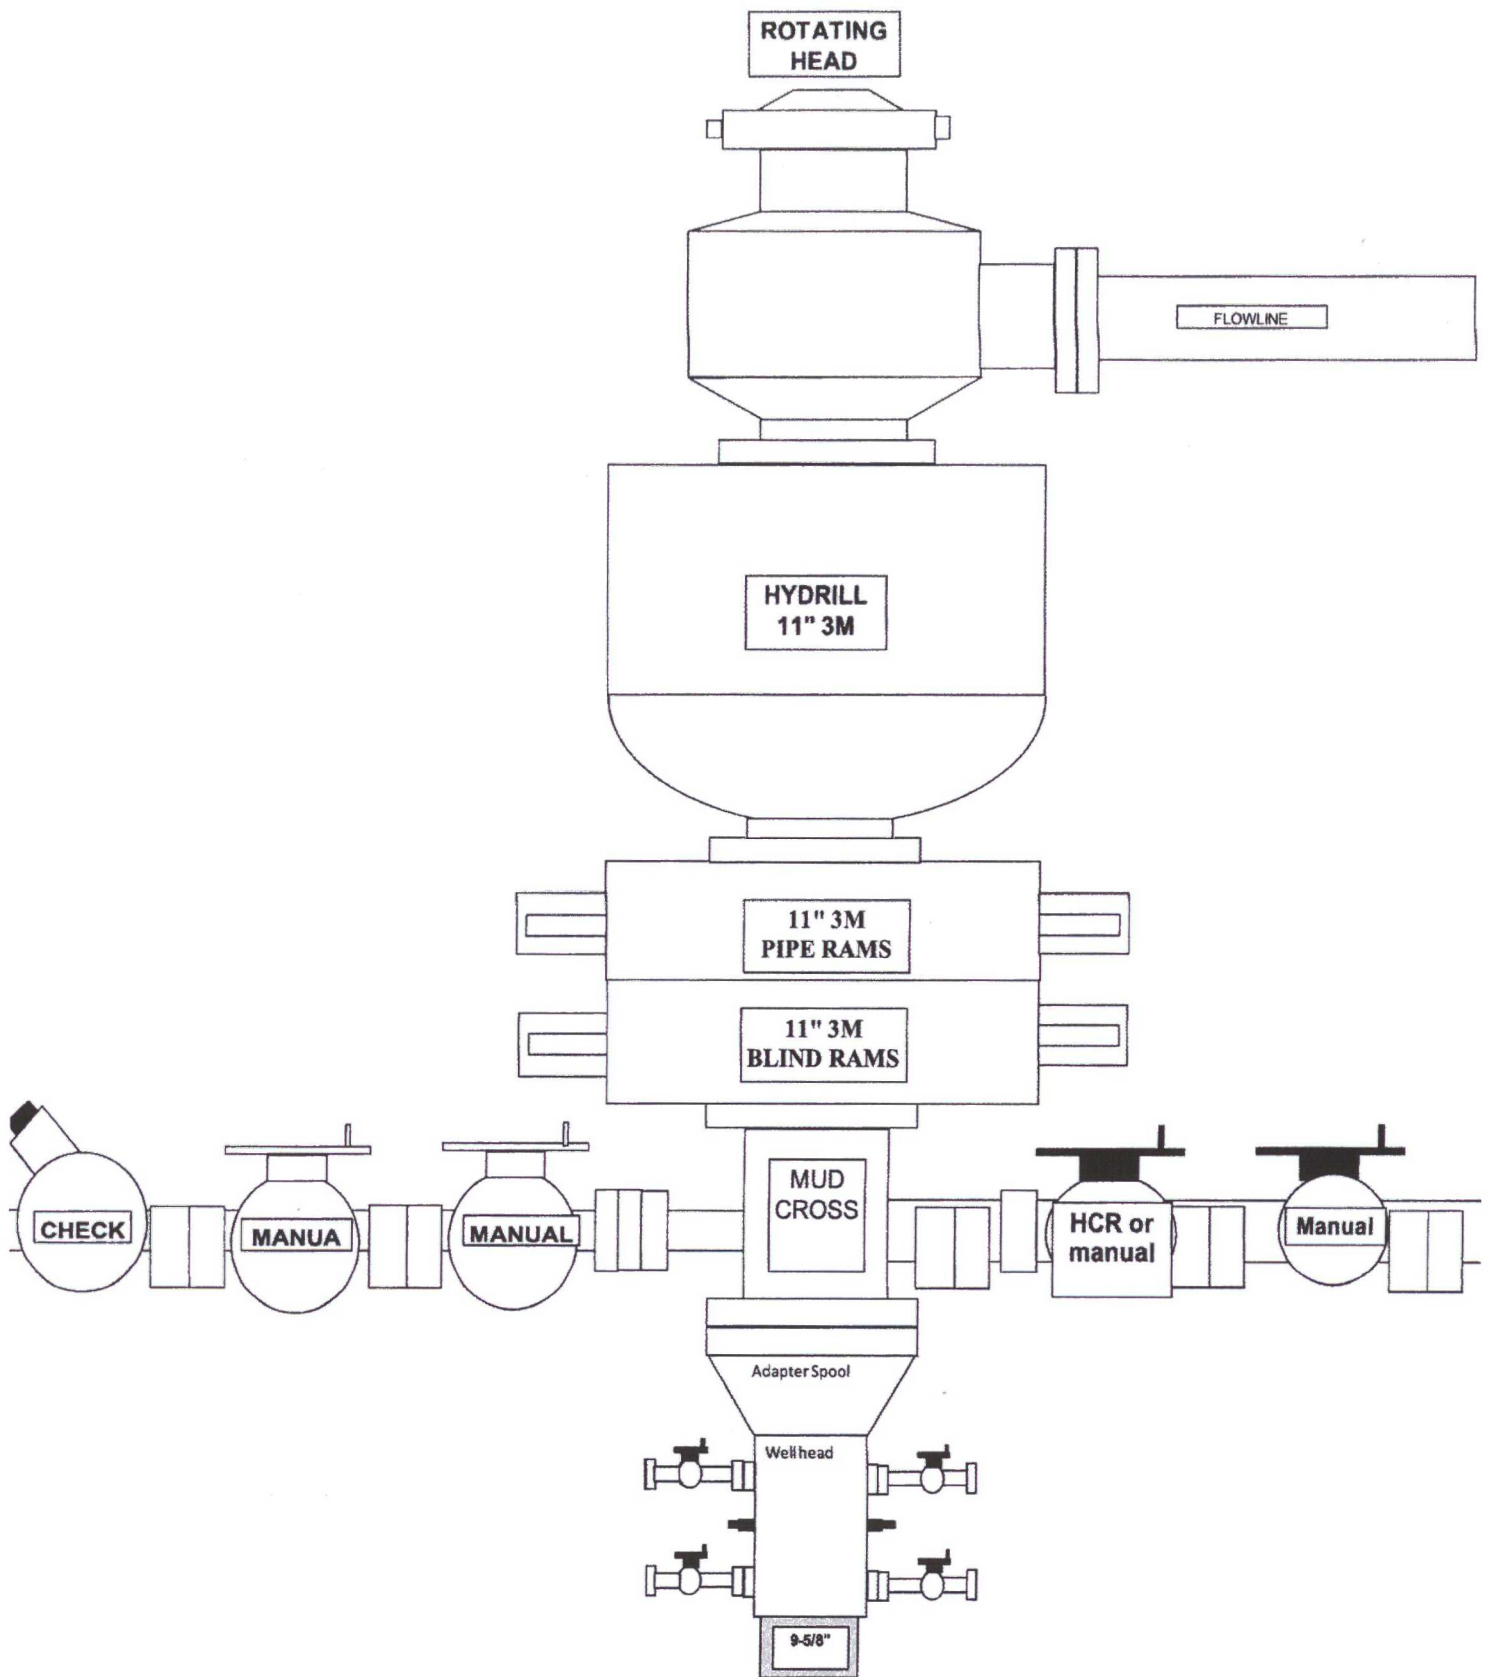 ROTATING
HEAD
FLOWLINE
HYDRILL
11" 3M
11" 3M
PIPE RAMS
11" 3M
BLIND RAMS
CHECK
MANUA
MANUAL
MUD
CROSS
HCR or
manual
Manual
Adapter Spool
Wellhead
9-5/8"